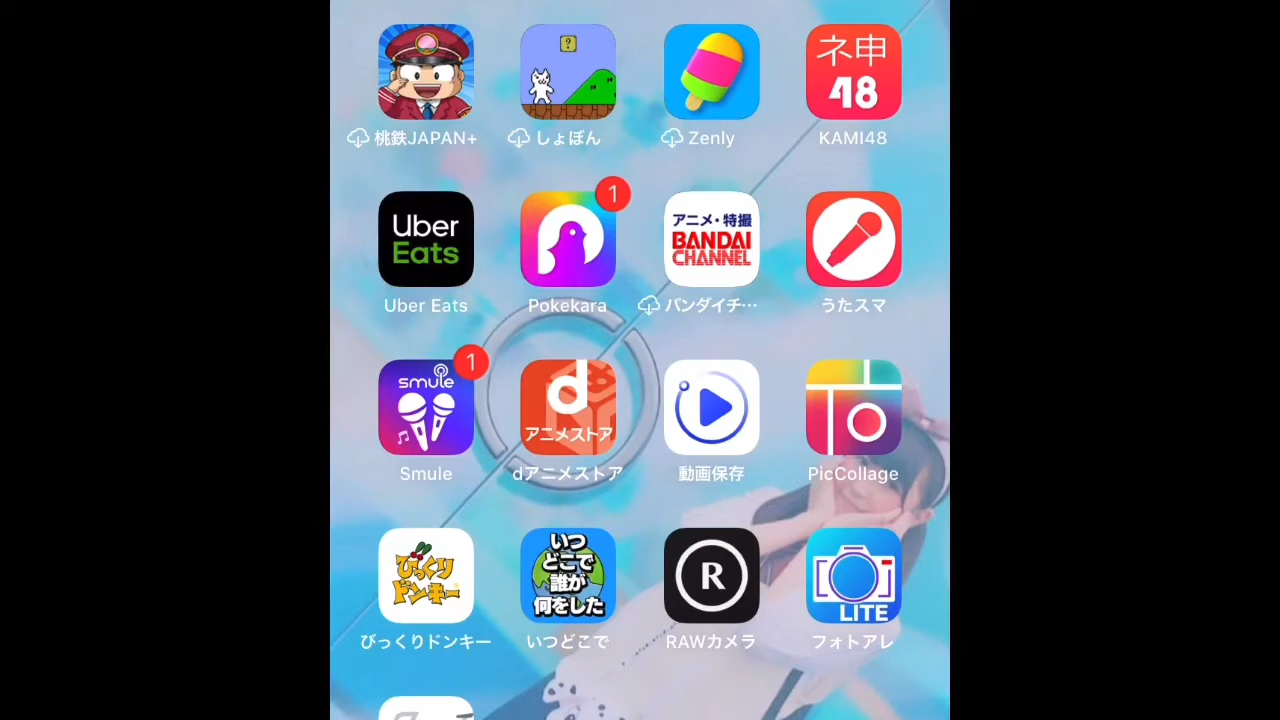 ?
ネ申
48
桃鉄JAPAN+
しょぼん
Zenly
KAMI48
Uber
Eats
1
アニメ・特撮
BANDAI
CHANNEL
Uber Eats
Pokekara
バンダイチ…
うたスマ
smule
1
d
アニメストア
Smule
dアニメストア
動画保存
PicCollage
びっくり
ドンキー
いつ
どこで
誰が
何をした
R
LITE
びっくりドンキー
いつどこで
RAWカメラ
フォトアレ